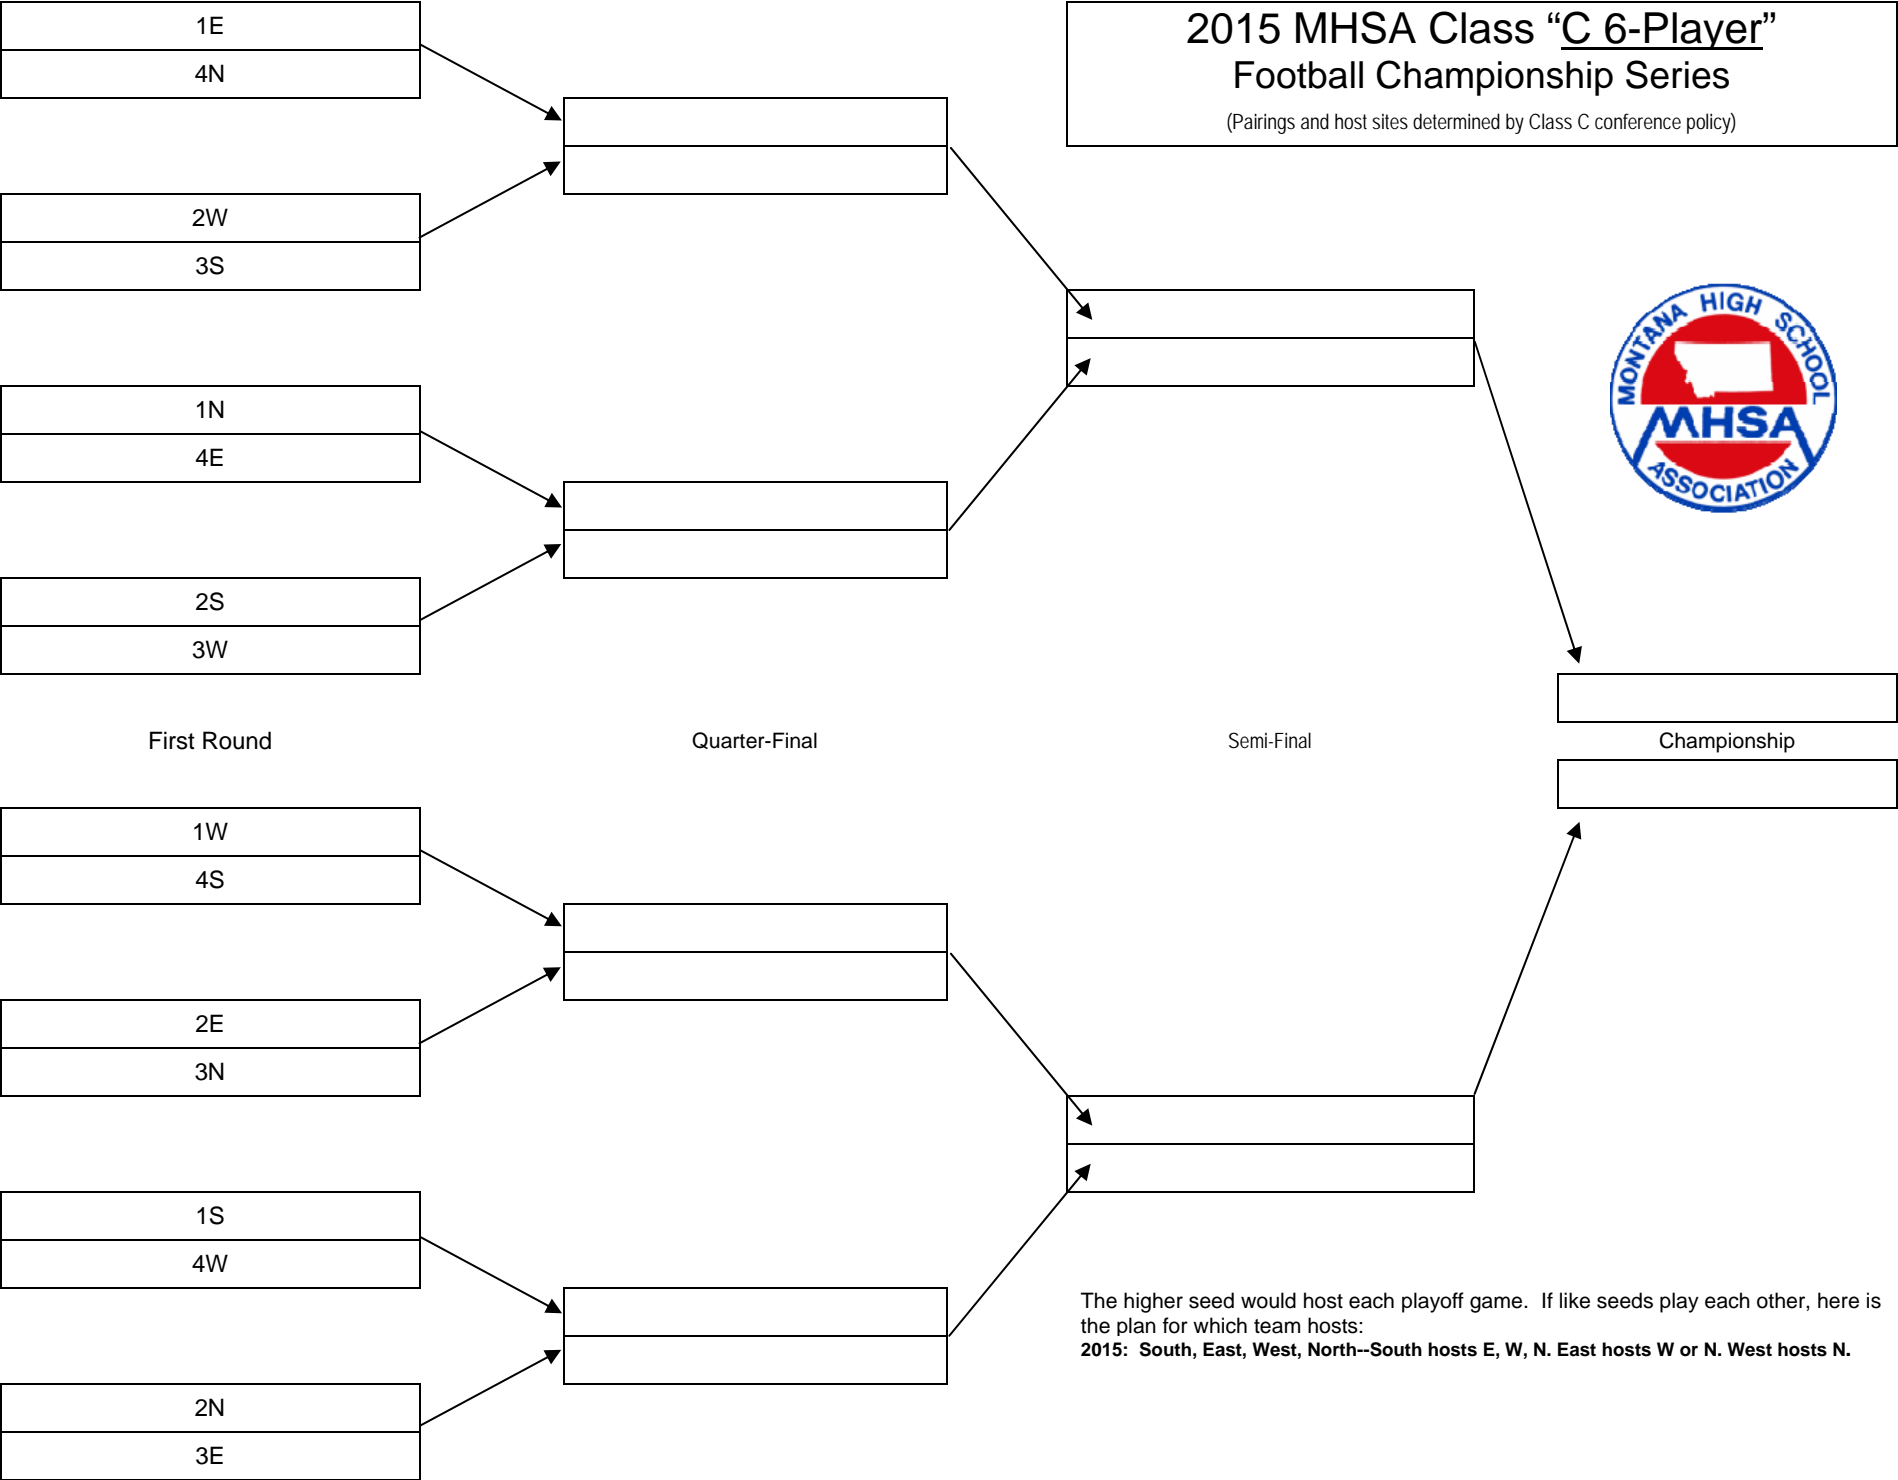 1E
4N
2015 MHSA Class “C 6-Player”
Football Championship Series
(Pairings and host sites determined by Class C conference policy)
2W
3S
1N
4E
MONTANA HIGH SCHOOL
MHSA
ASSOCIATION
2S
3W
First Round
Quarter-Final
Semi-Final
Championship
1W
4S
2E
3N
1S
4W
The higher seed would host each playoff game.  If like seeds play each other, here is
the plan for which team hosts:
2015:  South, East, West, North--South hosts E, W, N. East hosts W or N. West hosts N.
2N
3E